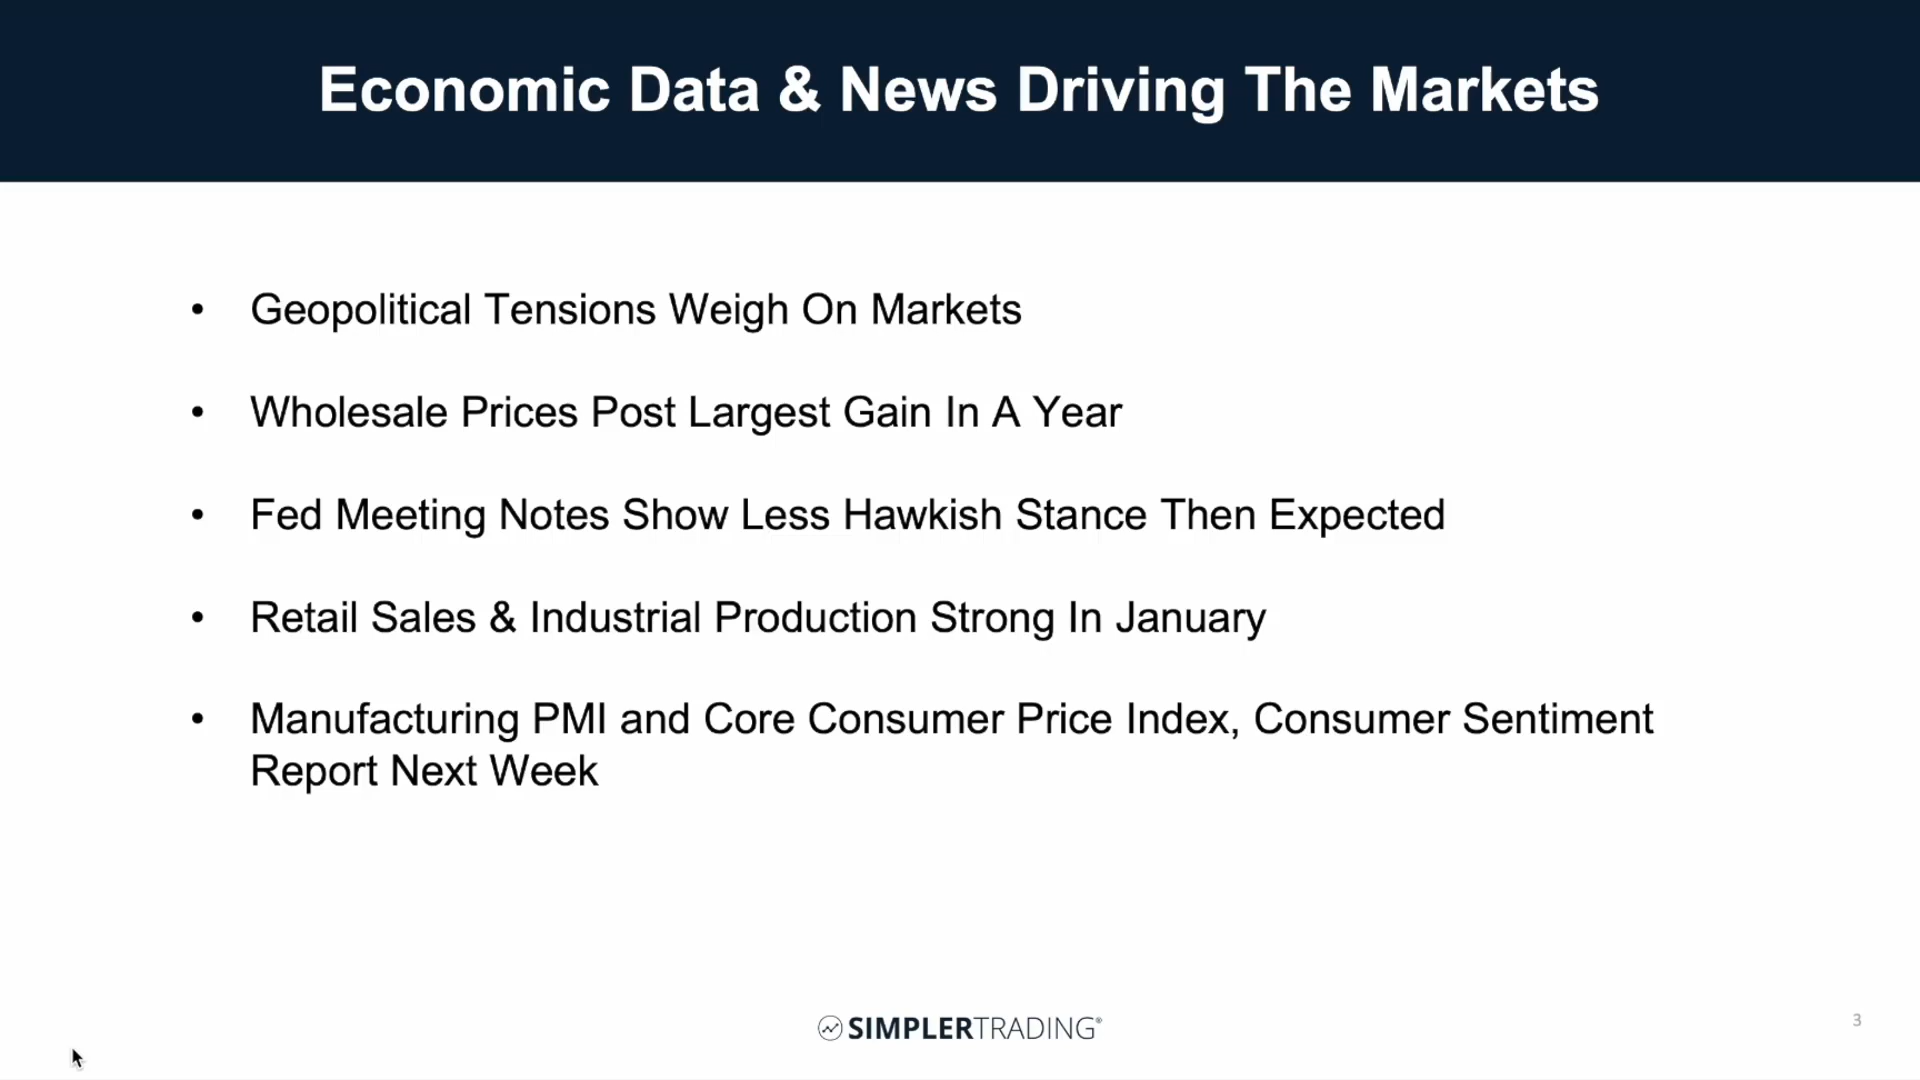 Economic Data & News Driving The Markets
• Geopolitical Tensions Weigh On Markets
• Wholesale Prices Post Largest Gain In A Year
• Fed Meeting Notes Show Less Hawkish Stance Then Expected
• Retail Sales & Industrial Production Strong In January
• Manufacturing PMI and Core Consumer Price Index, Consumer Sentiment
Report Next Week
SIMPLERTRADING®
3